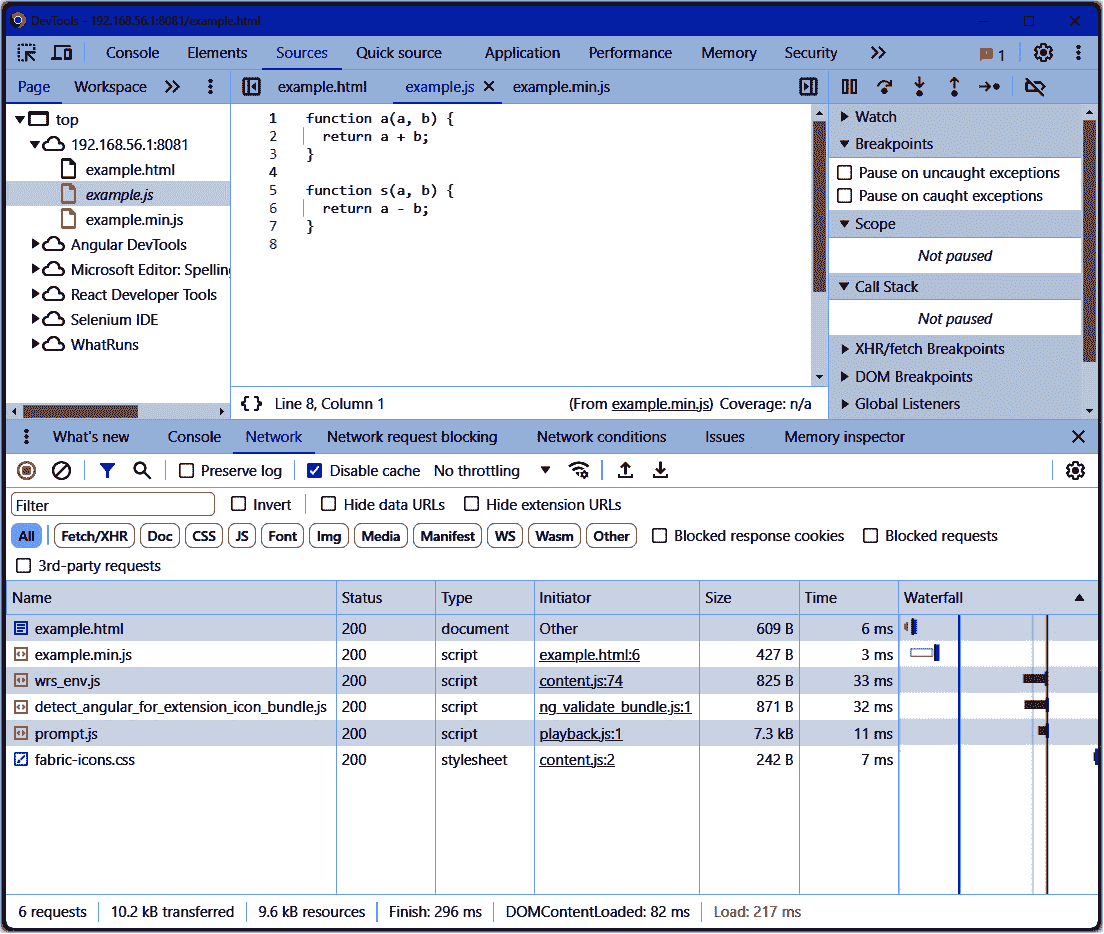 DevTools - 192.168.56.1:8081/example.html
Console Elements Sources Quick source Application Performance Memory Security 1
Page Workspace example.html example.js example.min.js
top
192.168.56.1:8081
example.html
example.js
example.min.js
Angular DevTools
Microsoft Editor: Spellin
React Developer Tools
Selenium IDE
WhatRuns
1 function a(a, b) {
2 return a + b;
3 }
4
5 function s(a, b) {
6 return a - b;
7 }
8
{} Line 8, Column 1 (From example.min.js) Coverage: n/a
Watch
Breakpoints
Pause on uncaught exceptions
Pause on caught exceptions
Scope
Not paused
Call Stack
Not paused
XHR/fetch Breakpoints
DOM Breakpoints
Global Listeners
What's new Console Network Network request blocking Network conditions Issues Memory inspector
Preserve log Disable cache No throttling
Filter Invert Hide data URLs Hide extension URLs
All Fetch/XHR Doc CSS JS Font Img Media Manifest WS Wasm Other Blocked response cookies Blocked requests
3rd-party requests
Name Status Type Initiator Size Time Waterfall
example.html 200 document Other 609 B 6 ms
example.min.js 200 script example.html:6 427 B 3 ms
wrs_env.js 200 script content.js:74 825 B 33 ms
detect_angular_for_extension_icon_bundle.js 200 script ng_validate_bundle.js:1 871 B 32 ms
prompt.js 200 script playback.js:1 7.3 kB 11 ms
fabric-icons.css 200 stylesheet content.js:2 242 B 7 ms
6 requests 10.2 kB transferred 9.6 kB resources Finish: 296 ms DOMContentLoaded: 82 ms Load: 217 ms